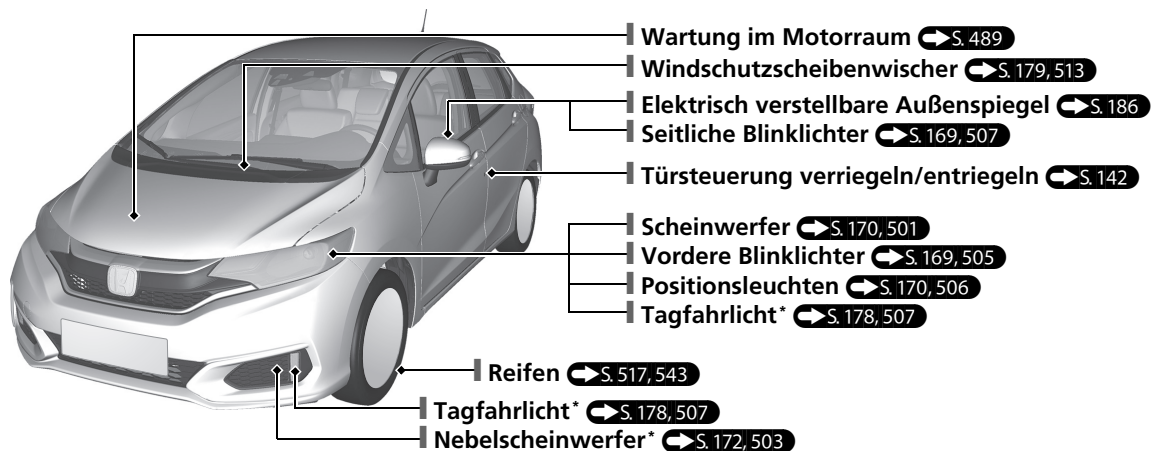 Wartung im Motorraum S. 489
Windschutzscheibenwischer S. 179, 513
Elektrisch verstellbare Außenspiegel S. 186
Seitliche Blinklichter S. 169, 507
Türsteuerung verriegeln/entriegeln S. 142
Scheinwerfer S. 170, 501
Vordere Blinklichter S. 169, 505
Positionsleuchten S. 170, 506
Tagfahrlicht* S. 178, 507
Reifen S. 517, 543
Tagfahrlicht* S. 178, 507
Nebelscheinwerfer* S. 172, 503